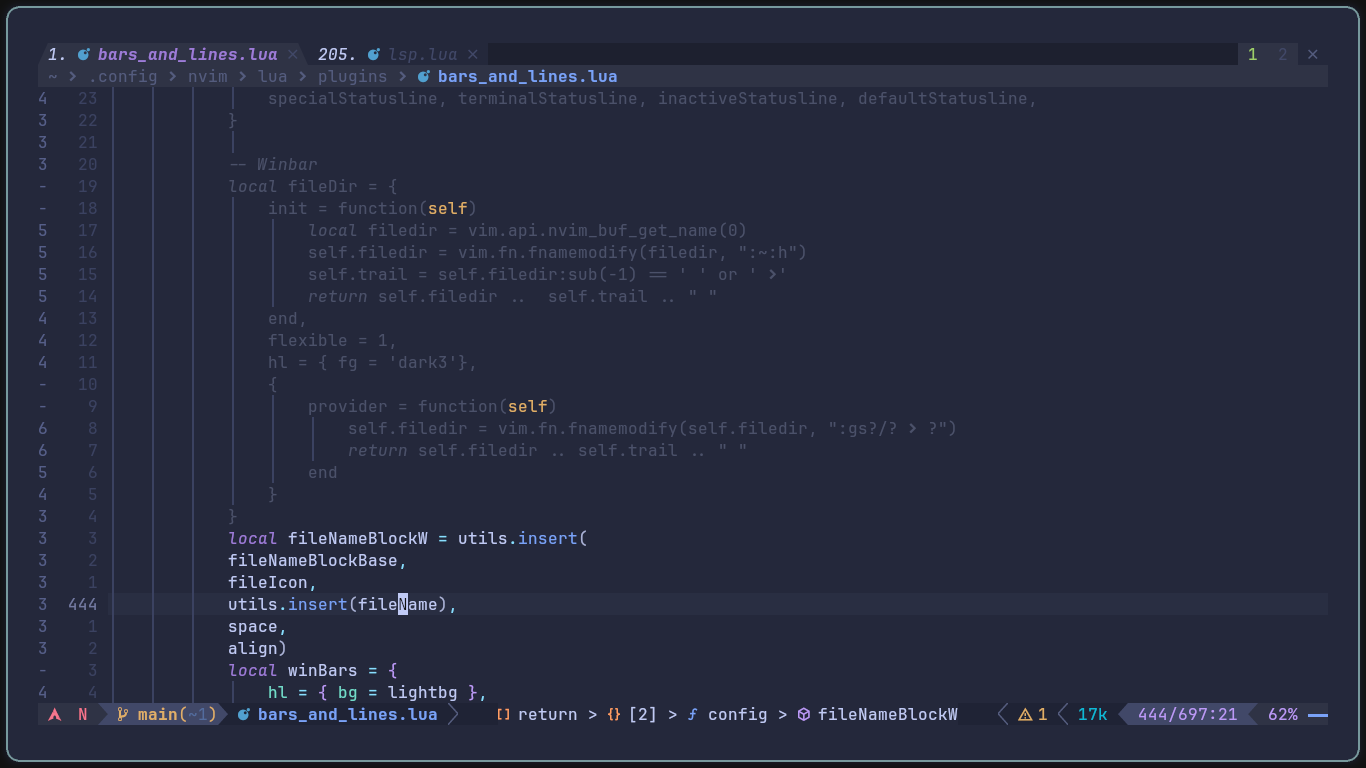 1. bars_and_lines.lua × 205. lsp.lua × 1 2 ×
~ > .config > nvim > lua > plugins > bars_and_lines.lua
4 23 specialStatusline, terminalStatusline, inactiveStatusline, defaultStatusline,
3 22 }
3 21
3 20 -- Winbar
- 19 local fileDir = {
- 18 init = function(self)
5 17 local filedir = vim.api.nvim_buf_get_name(0)
5 16 self.filedir = vim.fn.fnamemodify(filedir, ":~:h")
5 15 self.trail = self.filedir:sub(-1) == ' ' or ' >'
5 14 return self.filedir .. self.trail .. " "
4 13 end,
4 12 flexible = 1,
4 11 hl = { fg = 'dark3'},
- 10 {
- 9 provider = function(self)
6 8 self.filedir = vim.fn.fnamemodify(self.filedir, ":gs?/? > ?")
6 7 return self.filedir .. self.trail .. " "
5 6 end
4 5 }
3 4 }
3 3 local fileNameBlockW = utils.insert(
3 2 fileNameBlockBase,
3 1 fileIcon,
3 444 utils.insert(fileName),
3 1 space,
3 2 align)
- 3 local winBars = {
4 4 hl = { bg = lightbg },
N main(~1) bars_and_lines.lua [] return > {} [2] > f config > fileNameBlockW 1 17k 444/697:21 62%